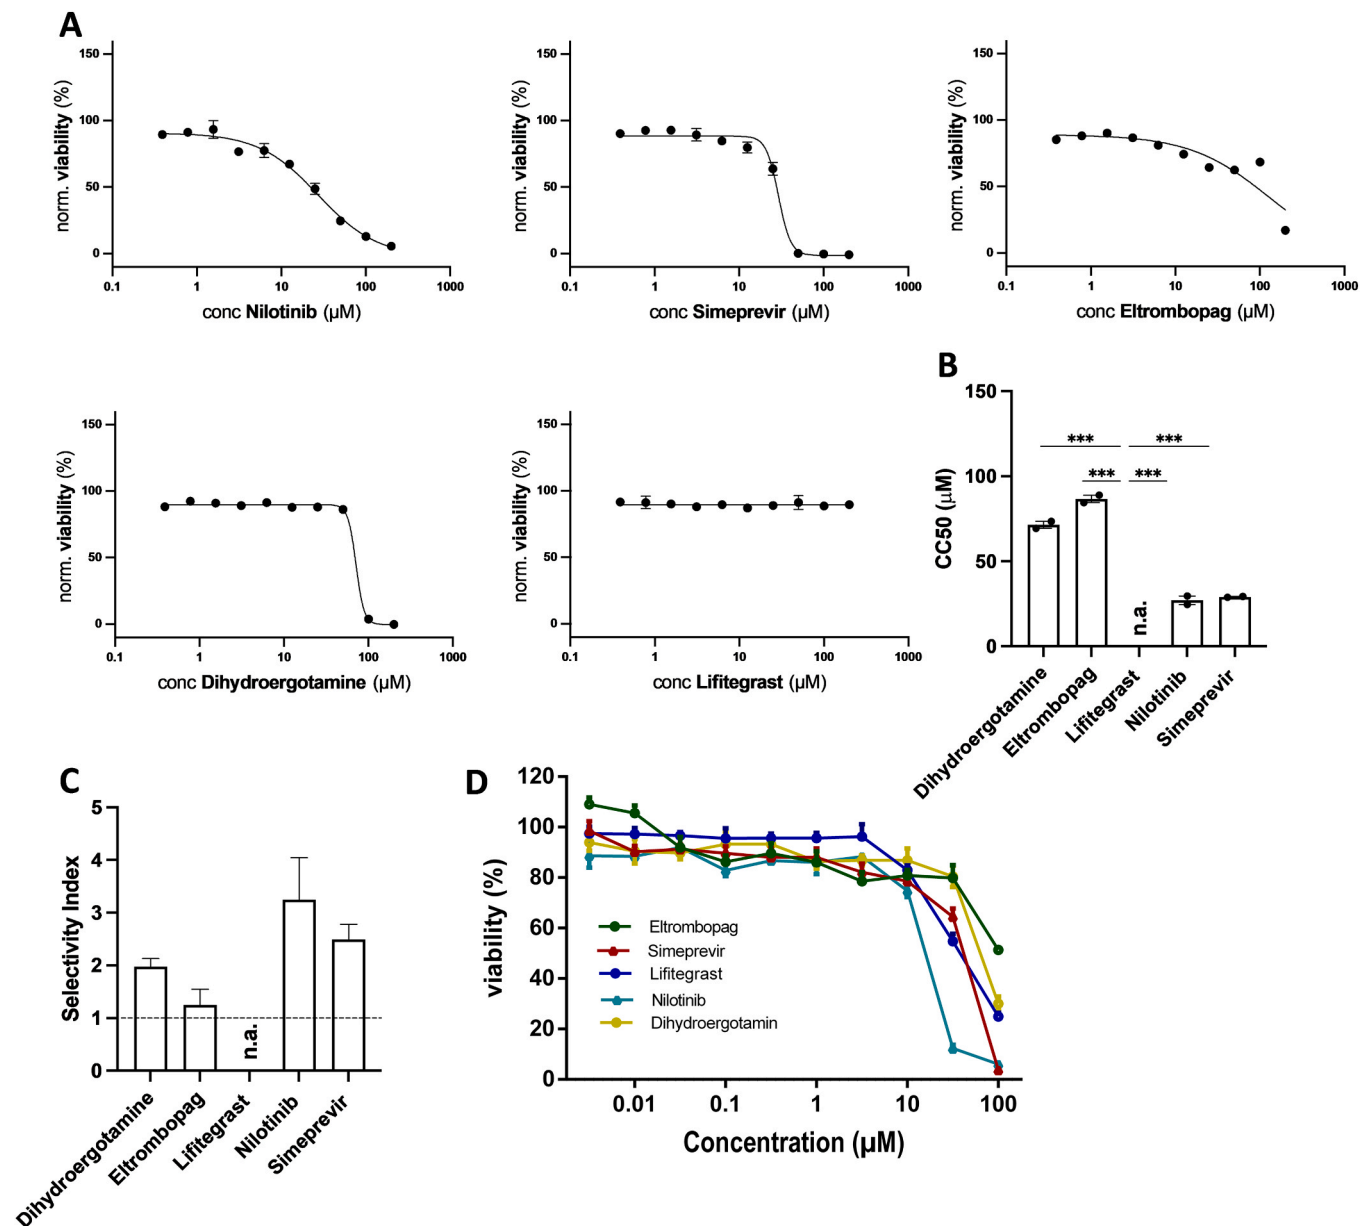 A
norm. viability (%)
150
100
50
0
0.1 1 10 100 1000
conc Nilotinib (µM)
norm. viability (%)
150
100
50
0
0.1 1 10 100 1000
conc Simeprevir (µM)
norm. viability (%)
150
100
50
0
0.1 1 10 100 1000
conc Eltrombopag (µM)
norm. viability (%)
150
100
50
0
0.1 1 10 100 1000
conc Dihydroergotamine (µM)
norm. viability (%)
150
100
50
0
0.1 1 10 100 1000
conc Lifitegrast (µM)
B
CC50 (µM)
150
100
50
0
*** ***
*** ***
n.a.
Dihydroergotamine
Eltrombopag
Lifitegrast
Nilotinib
Simeprevir
C
Selectivity Index
5
4
3
2
1
0
n.a.
Dihydroergotamine
Eltrombopag
Lifitegrast
Nilotinib
Simeprevir
D
viability (%)
120
100
80
60
40
20
0
Eltrombopag
Simeprevir
Lifitegrast
Nilotinib
Dihydroergotamin
0.01 0.1 1 10 100
Concentration (µM)